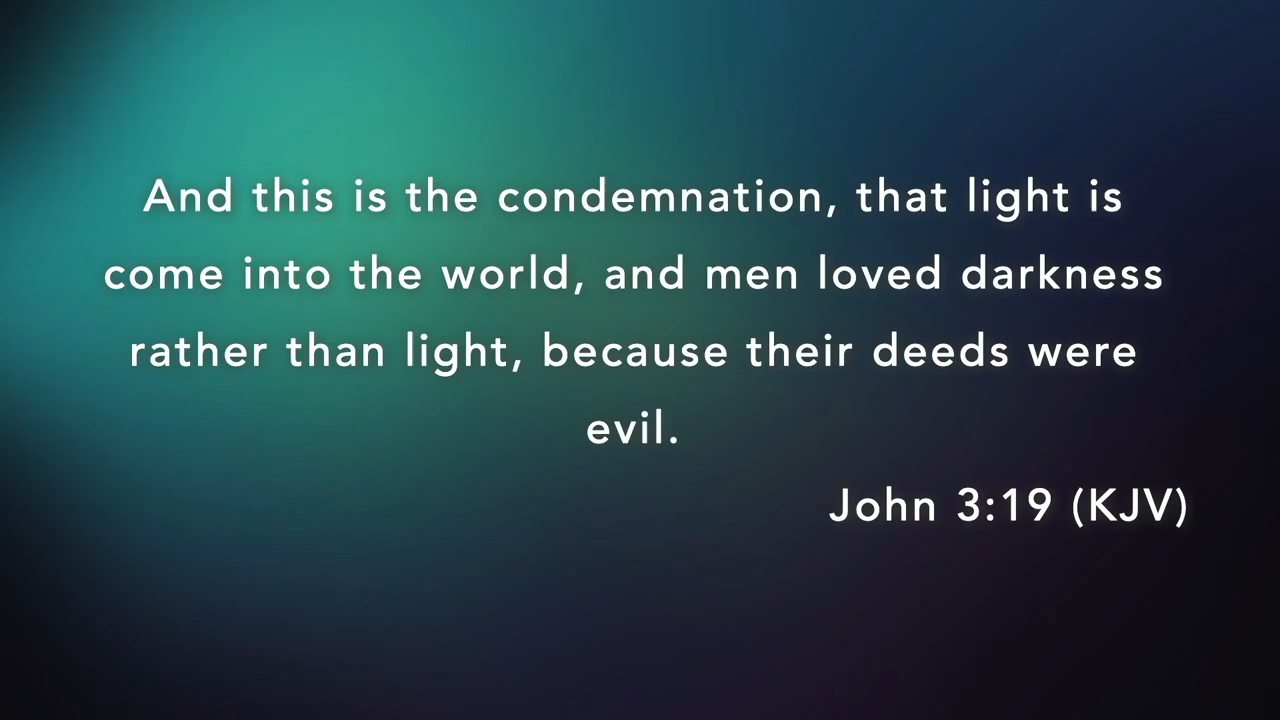 And this is the condemnation, that light is
come into the world, and men loved darkness
rather than light, because their deeds were
evil.
John 3:19 (KJV)